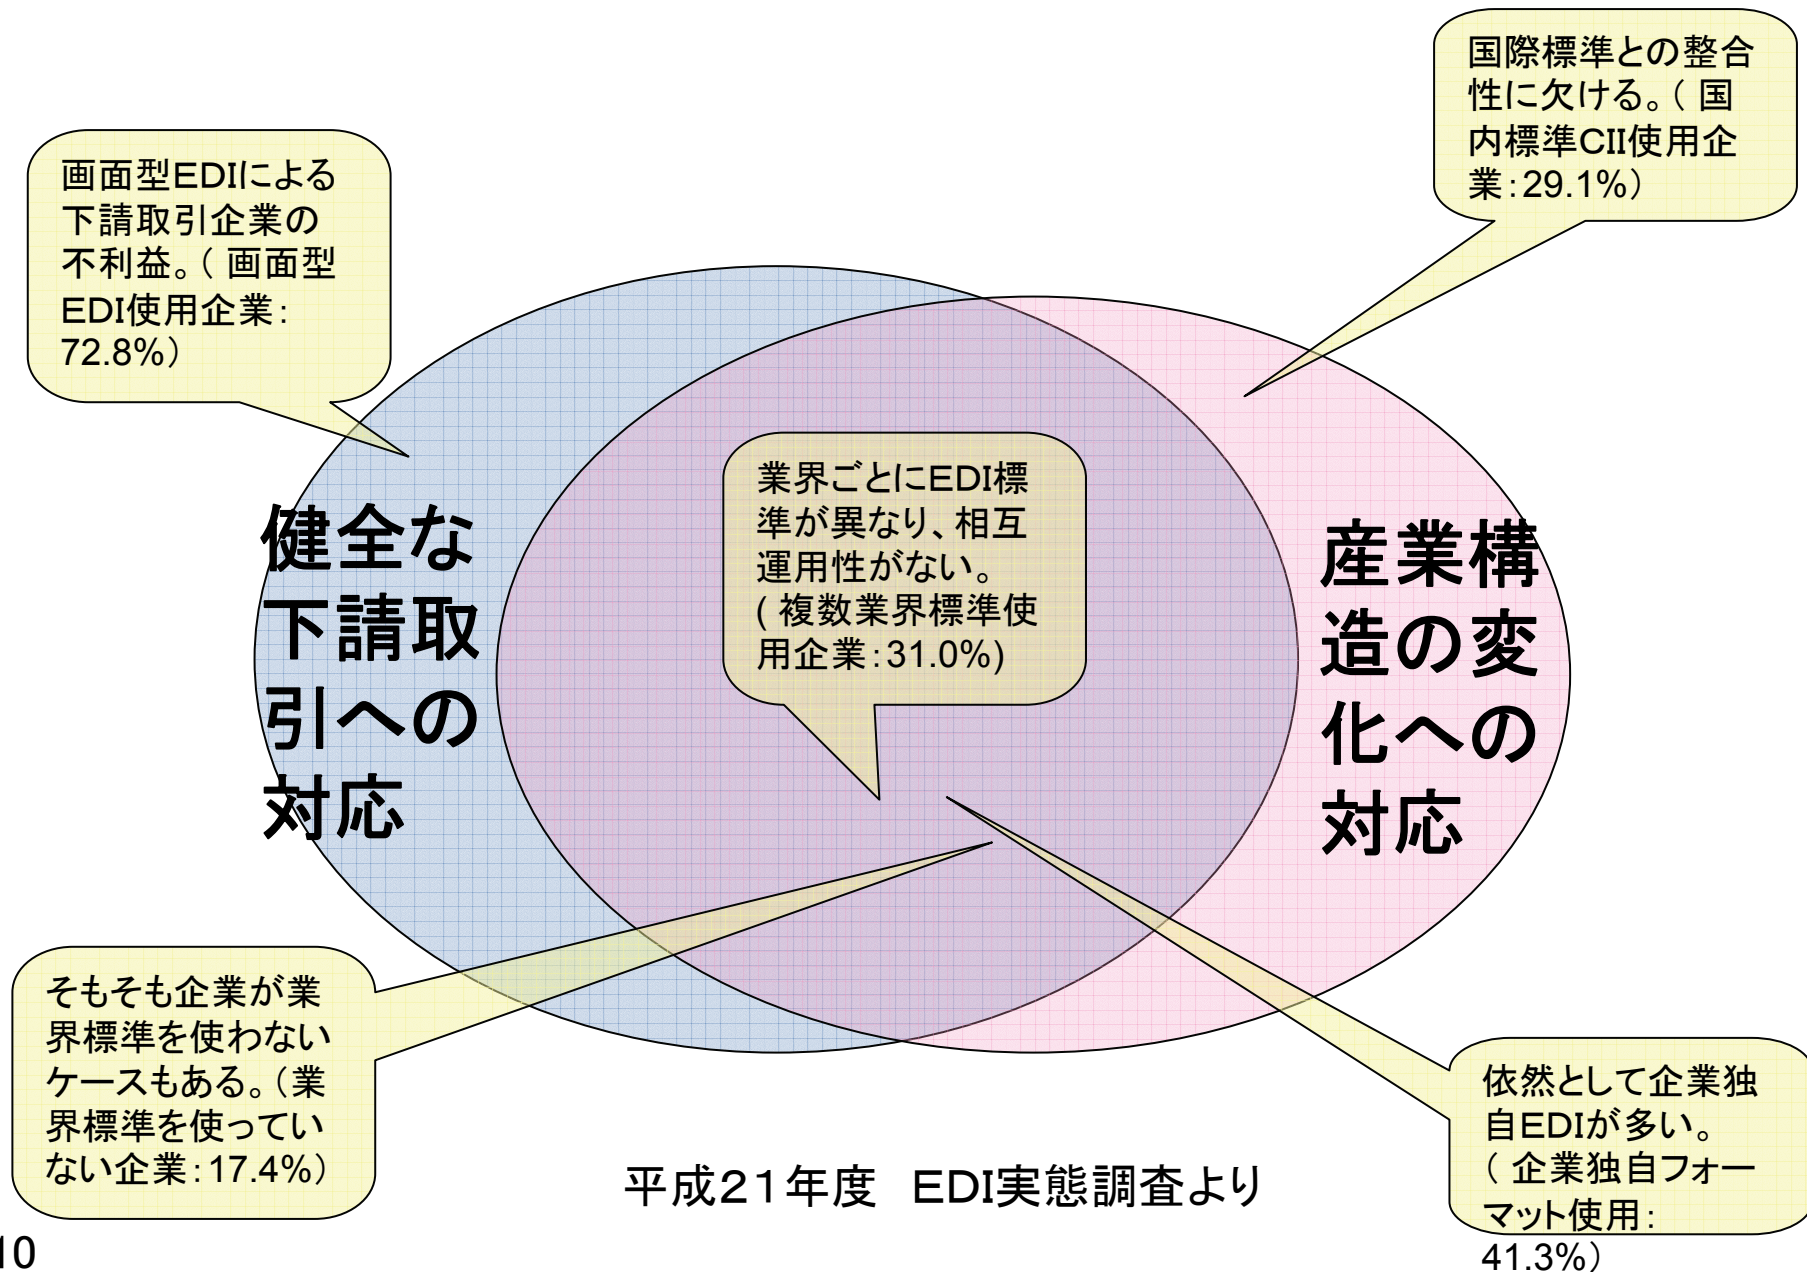 国際標準との整合
性に欠ける。( 国
内標準CII使用企
業:29.1%)
画面型EDIによる
下請取引企業の
不利益。( 画面型
EDI使用企業:
72.8%)
業界ごとにEDI標
準が異なり、相互
運用性がない。
( 複数業界標準使
用企業:31.0%)
健全な
下請取
引への
対応
産業構
造の変
化への
対応
そもそも企業が業
界標準を使わない
ケースもある。(業
界標準を使ってい
ない企業:17.4%)
依然として企業独
自EDIが多い。
( 企業独自フォー
マット使用:
41.3%)
平成21年度 EDI実態調査より
10